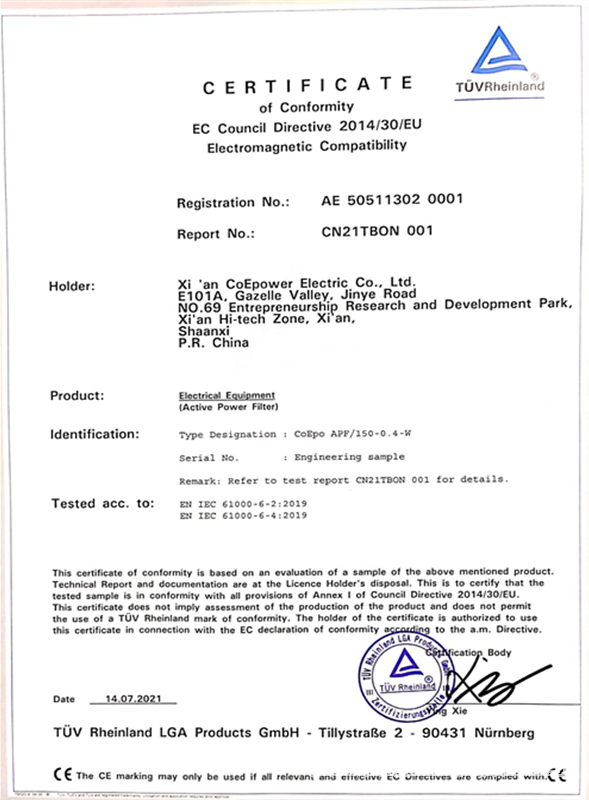 TÜVRheinland®
CERTIFICATE
of Conformity
EC Council Directive 2014/30/EU
Electromagnetic Compatibility
Registration No.: AE 50511302 0001
Report No.: CN21TBON 001
Holder: Xi 'an CoEpower Electric Co., Ltd.
E101A, Gazelle Valley, Jinye Road
NO.69 Entrepreneurship Research and Development Park,
Xi'an Hi-tech Zone, Xi'an,
Shaanxi
P.R. China
Product: Electrical Equipment
(Active Power Filter)
Identification: Type Designation : CoEpo APF/150-0.4-W
Serial No. : Engineering sample
Remark: Refer to test report CN21TBON 001 for details.
Tested acc. to: EN IEC 61000-6-2:2019
EN IEC 61000-6-4:2019
This certificate of conformity is based on an evaluation of a sample of the above mentioned product.
Technical Report and documentation are at the Licence Holder's disposal. This is to certify that the
tested sample is in conformity with all provisions of Annex I of Council Directive 2014/30/EU.
This certificate does not imply assessment of the production of the product and does not permit
the use of a TÜV Rheinland mark of conformity. The holder of the certificate is authorized to use
this certificate in connection with the EC declaration of conformity according to the a.m. Directive.
Certification Body
TÜV Rheinland LGA Products GmbH
TÜV Rheinland®
Zertifizierungsstelle
Xie
Date 14.07.2021
TÜV Rheinland LGA Products GmbH - Tillystraße 2 - 90431 Nürnberg
CE The CE marking may only be used if all relevant and effective EC Directives are complied with. CE